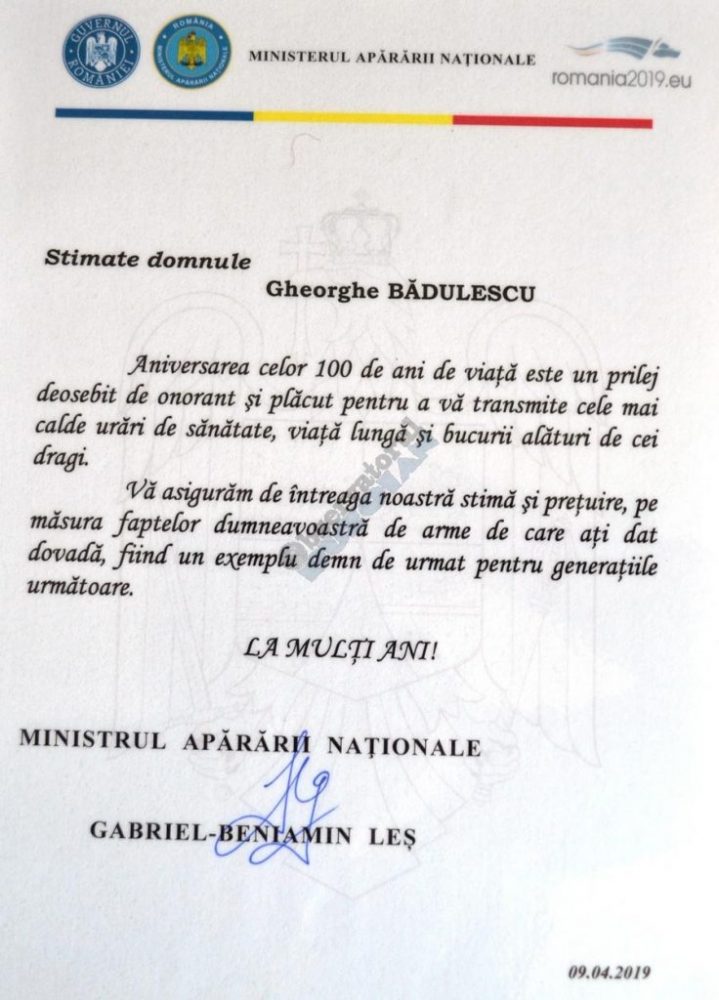 GUVERNUL ROMÂNIEI
ROMÂNIA
MINISTERUL APĂRĂRII NAȚIONALE
MINISTERUL APĂRĂRII NAȚIONALE
romania2019.eu
Stimate domnule
Gheorghe BĂDULESCU
Aniversarea celor 100 de ani de viață este un prilej
deosebit de onorant și plăcut pentru a vă transmite cele mai
calde urări de sănătate, viață lungă și bucurii alături de cei
dragi.
Vă asigurăm de întreaga noastră stimă și prețuire, pe
măsura faptelor dumneavoastră de arme de care ați dat
dovadă, fiind un exemplu demn de urmat pentru generațiile
următoare.
LA MULȚI ANI!
MINISTRUL APĂRĂRII NAȚIONALE
GABRIEL-BENIAMIN LEȘ
09.04.2019